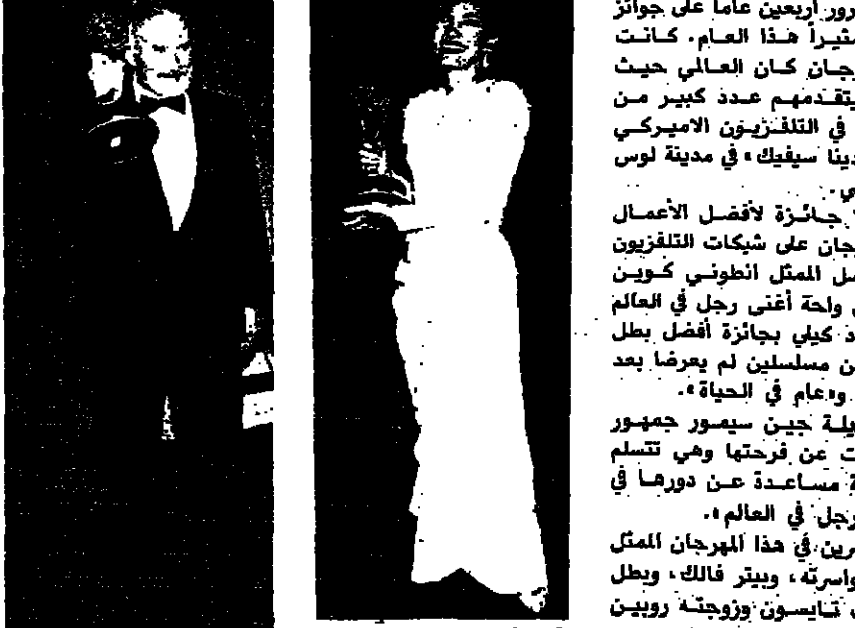 رور أربعين عاما على جوائز
مثيراً هذا العام. كانت
رجان كان العالمي حيث
يتقدمهم عدد كبير من
في التلفزيون الاميركي
دينا سيفيك» في مدينة لوس
جائزة لأفضل الأعمال
رجان على شبكات التلفزيون
صل الممثل انطوني كوين
واحة أغنى رجل في العالم
د كيلي بجائزة أفضل بطل
ن مسلسلين لم يعرضا بعد
و«عام في الحياة».
يلة جين سيمور جمهور
ت عن فرحتها وهي تتسلم
ة مساعدة عن دورها في
رجل في العالم».
رين في هذا المهرجان الممثل
واسرته، وبيتر فالك، وبطل
تايسون وزوجته روبين